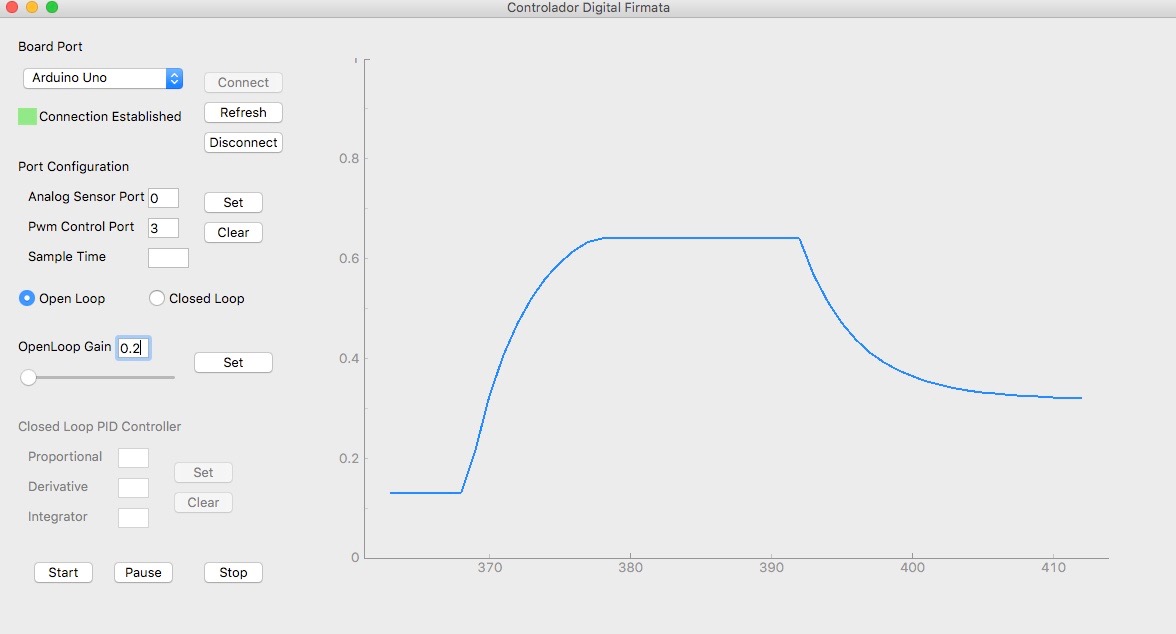 Controlador Digital Firmata
Board Port
Arduino Uno
Connect
Connection Established
Refresh
Disconnect
Port Configuration
Analog Sensor Port 0
Set
Pwm Control Port 3
Clear
Sample Time
Open Loop
Closed Loop
OpenLoop Gain 0.2
Set
Closed Loop PID Controller
Proportional
Set
Derivative
Clear
Integrator
Start
Pause
Stop
0.8
0.6
0.4
0.2
0
370 380 390 400 410